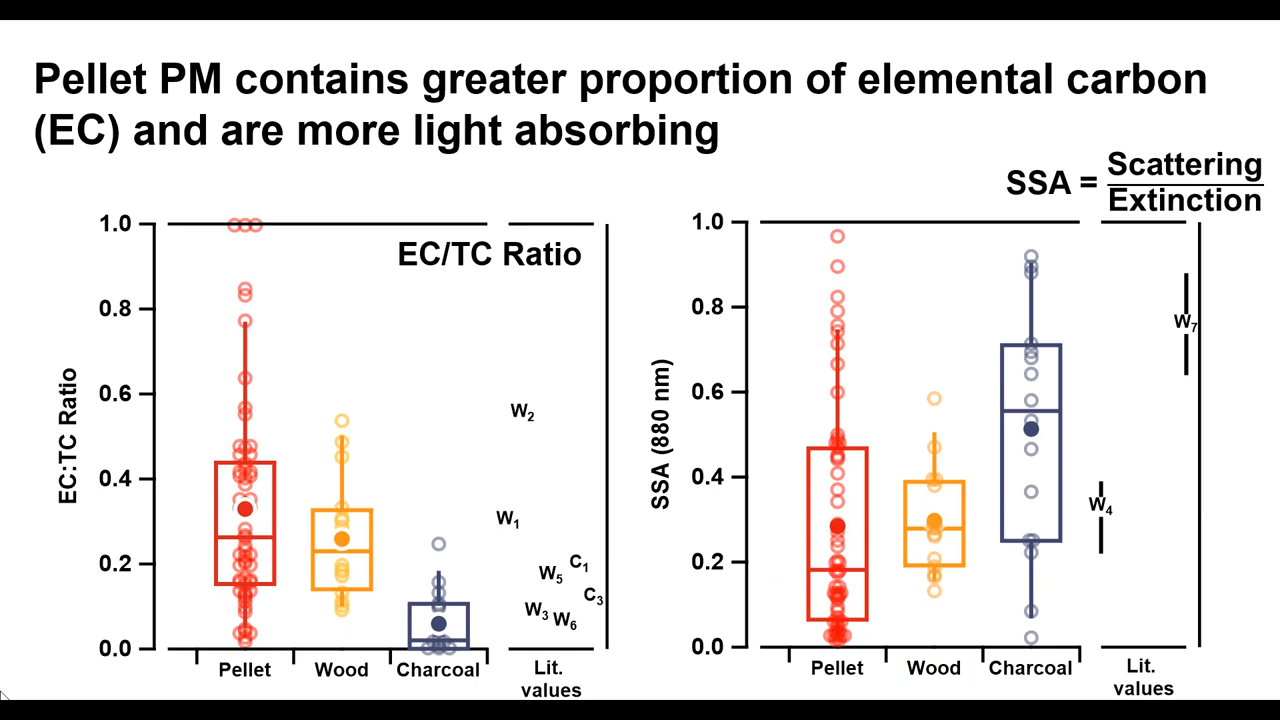 Pellet PM contains greater proportion of elemental carbon
(EC) and are more light absorbing
SSA = Scattering
Extinction
EC/TC Ratio
EC:TC Ratio
1.0
0.8
0.6
0.4
0.2
0.0
W2
W1
C1
W5
C3
W3
W6
Pellet
Wood
Charcoal
Lit.
values
SSA (880 nm)
1.0
0.8
0.6
0.4
0.2
0.0
W7
W4
Pellet
Wood
Charcoal
Lit.
values